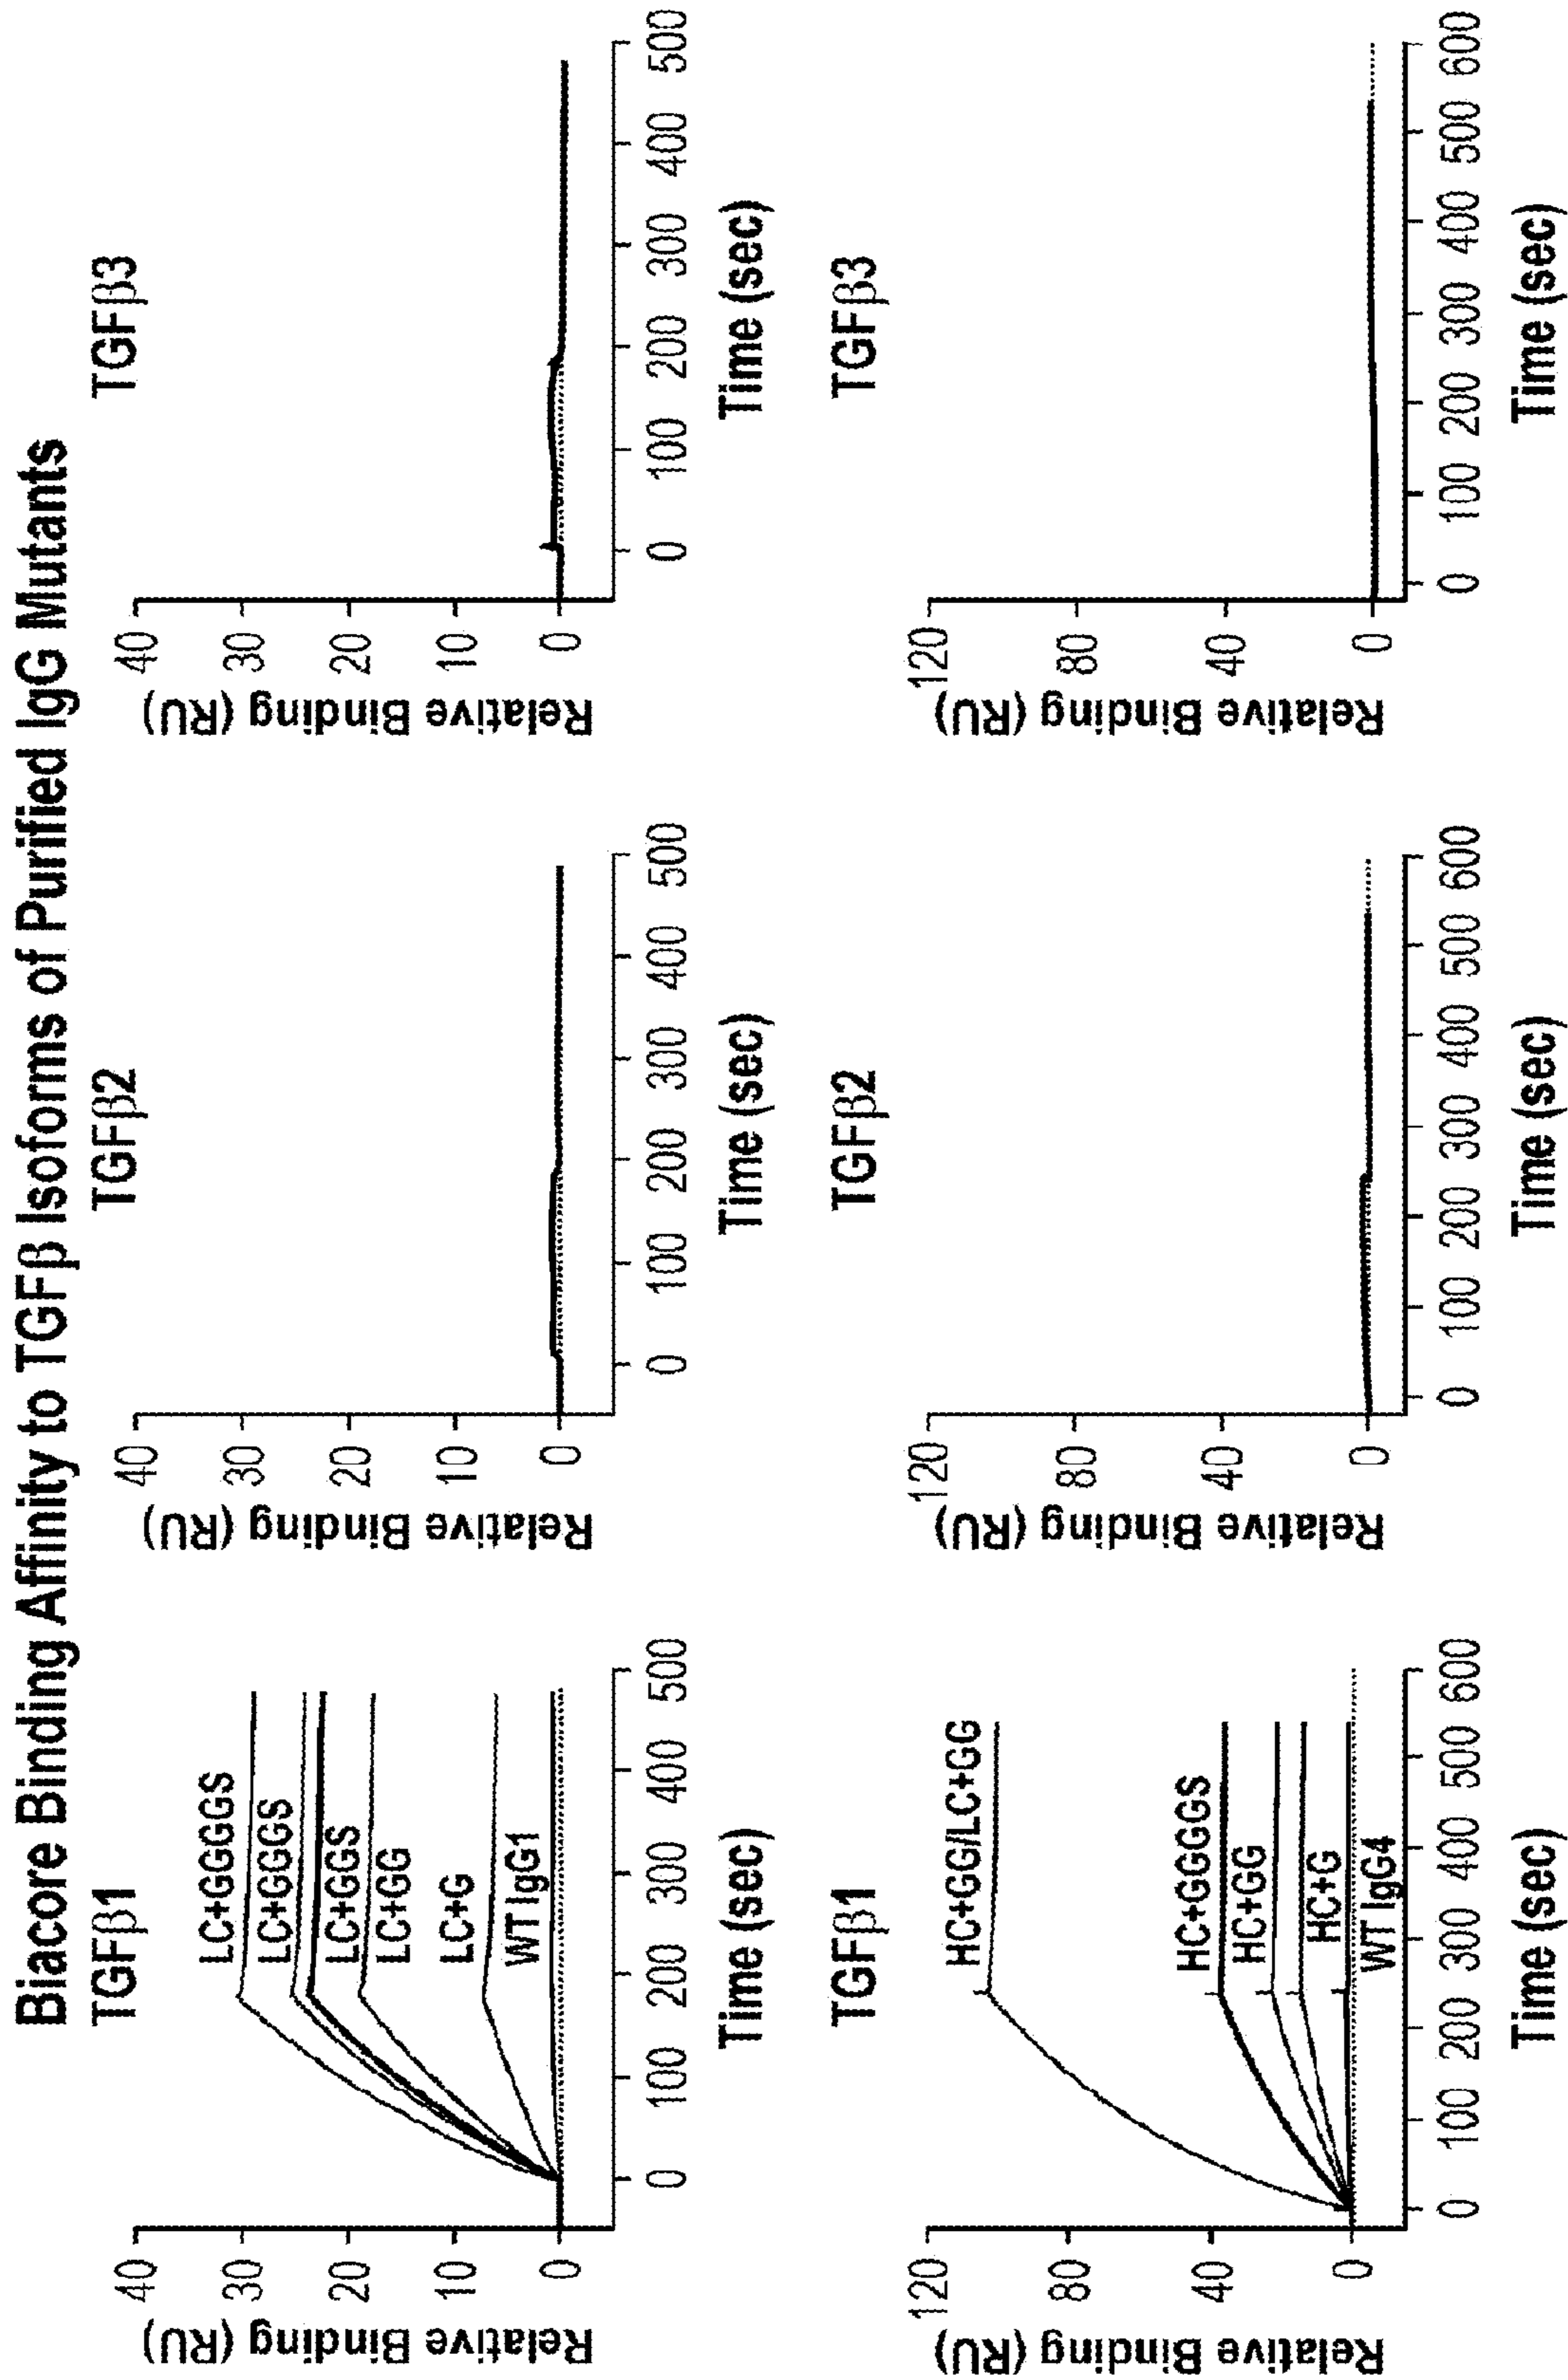 Biacore Binding Affinity to TGFβ Isoforms of Purified IgG Mutants
TGFβ1
Relative Binding (RU)
40
30
20
10
0
LC+GGGGS
LC+GGGS
LC+GGS
LC+GG
LC+G
WT IgG1
0 100 200 300 400 500
Time (sec)
TGFβ2
Relative Binding (RU)
40
30
20
10
0
0 100 200 300 400 500
Time (sec)
TGFβ3
Relative Binding (RU)
40
30
20
10
0
0 100 200 300 400 500
Time (sec)
TGFβ1
Relative Binding (RU)
120
80
40
0
HC+GG/LC+GG
HC+GGGGS
HC+GG
HC+G
WT IgG4
0 100 200 300 400 500 600
Time (sec)
TGFβ2
Relative Binding (RU)
120
80
40
0
0 100 200 300 400 500 600
Time (sec)
TGFβ3
Relative Binding (RU)
120
80
40
0
0 100 200 300 400 500 600
Time (sec)